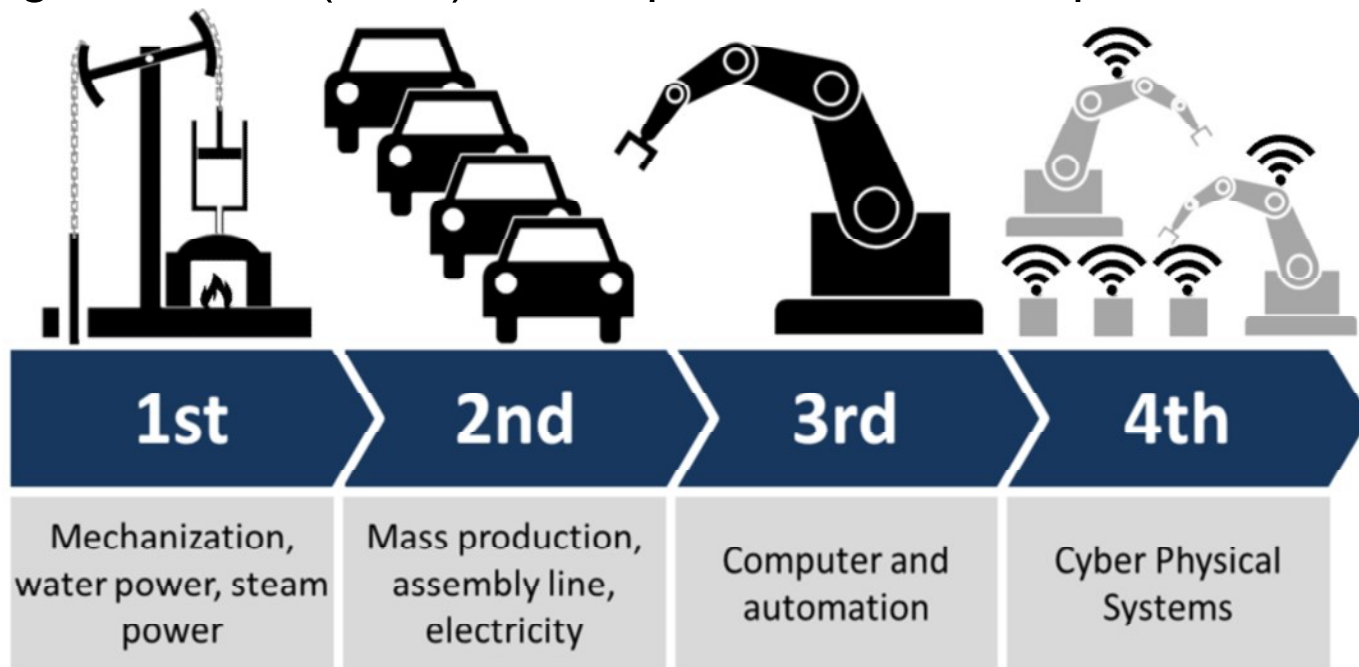 1st
2nd
3rd
4th
Mechanization,
water power, steam
power
Mass production,
assembly line,
electricity
Computer and
automation
Cyber Physical
Systems